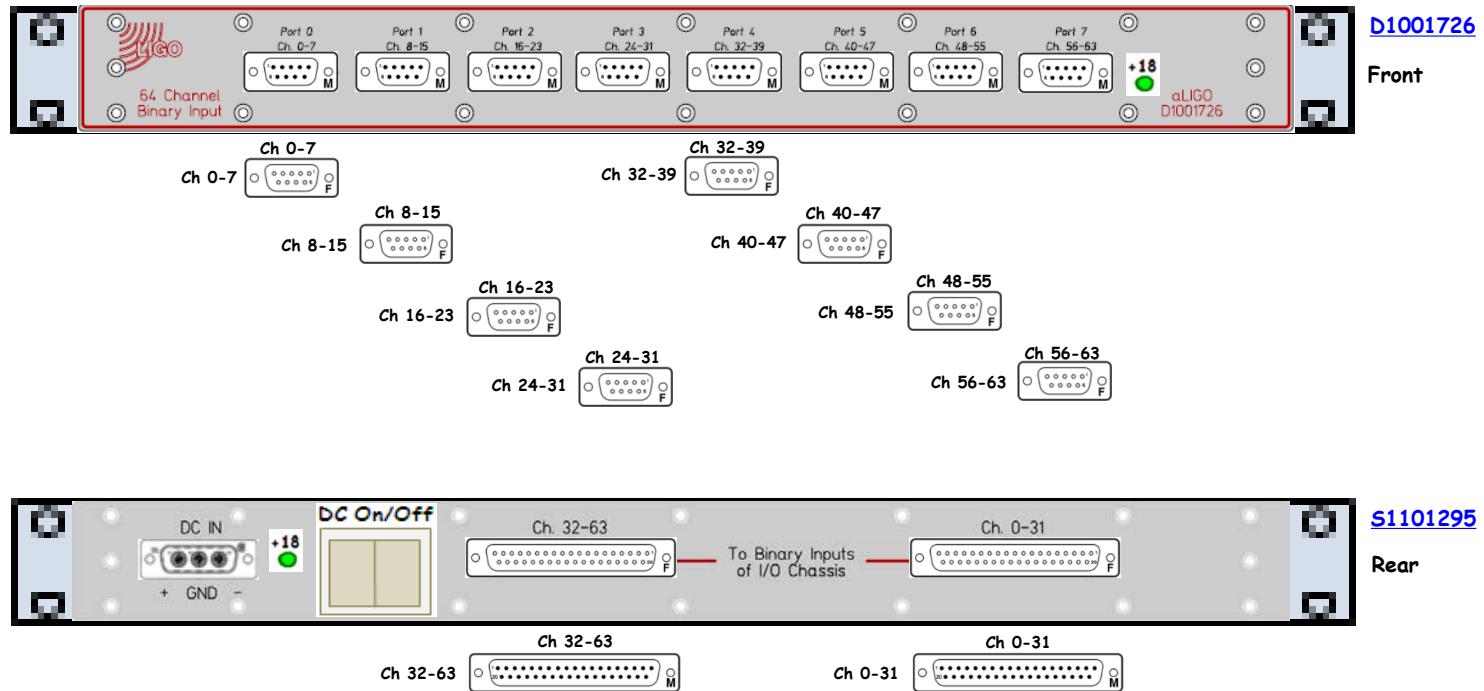 LIGO
64 Channel
Binary Input
Port 0
Ch. 0-7
M
Port 1
Ch. 8-15
M
Port 2
Ch. 16-23
M
Port 3
Ch. 24-31
M
Port 4
Ch. 32-39
M
Port 5
Ch. 40-47
M
Port 6
Ch. 48-55
M
Port 7
Ch. 56-63
M
+18
aLIGO
D1001726
D1001726
Front
Ch 0-7
Ch 0-7
F
Ch 32-39
Ch 32-39
F
Ch 8-15
Ch 8-15
F
Ch 40-47
Ch 40-47
F
Ch 16-23
Ch 16-23
F
Ch 48-55
Ch 48-55
F
Ch 24-31
Ch 24-31
F
Ch 56-63
Ch 56-63
F
DC IN
+ GND -
+18
DC On/Off
Ch. 32-63
F
To Binary Inputs
of I/O Chassis
Ch. 0-31
F
S1101295
Rear
Ch 32-63
Ch 32-63
M
Ch 0-31
Ch 0-31
M